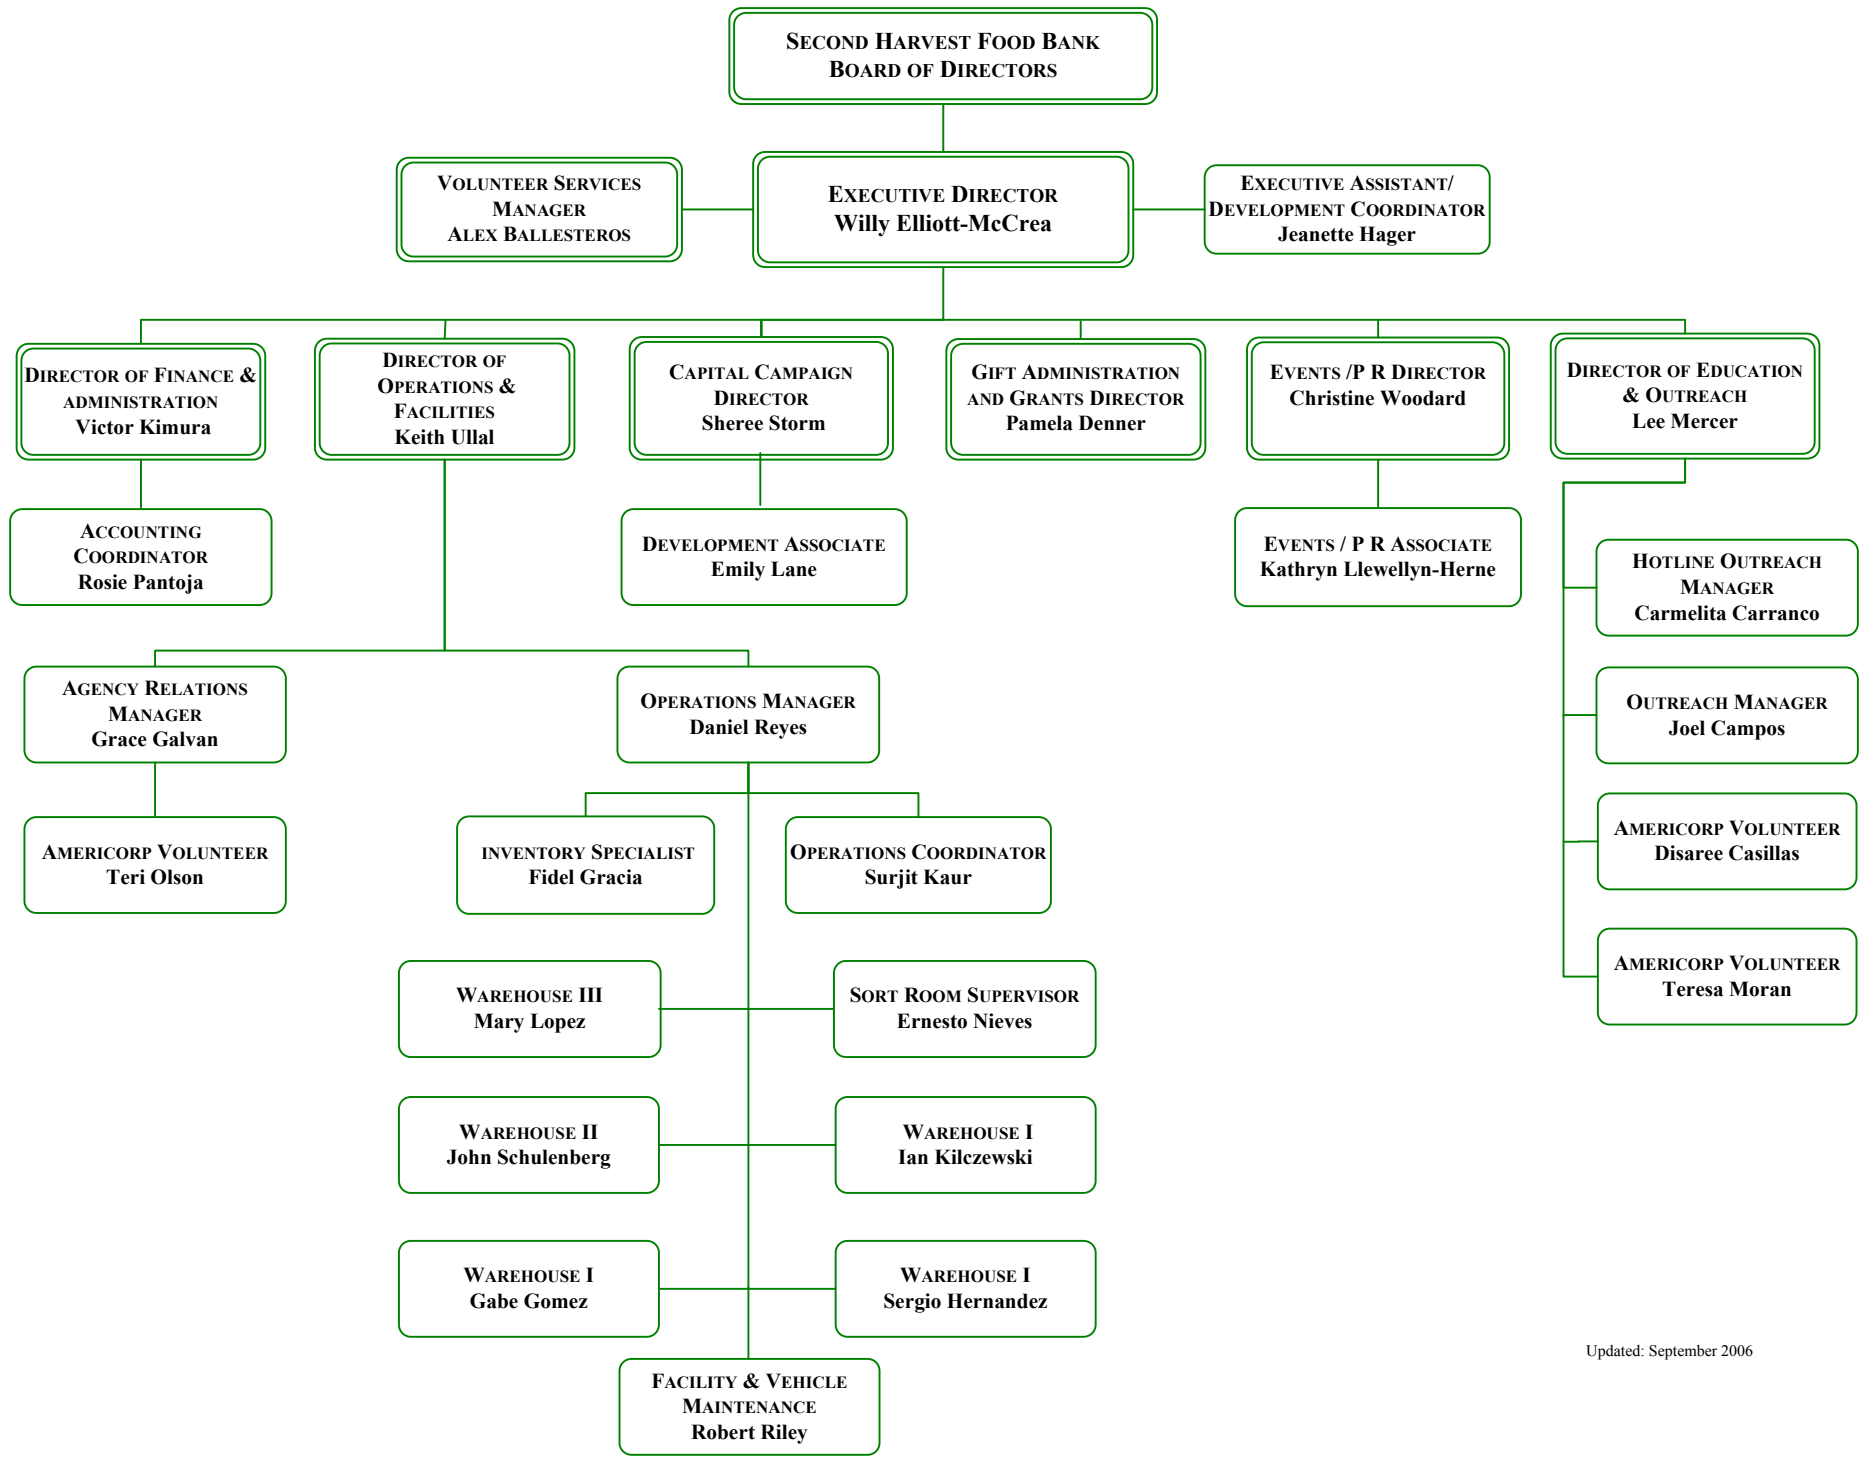 SECOND HARVEST FOOD BANK
BOARD OF DIRECTORS
VOLUNTEER SERVICES
MANAGER
ALEX BALLESTEROS
EXECUTIVE DIRECTOR
Willy Elliott-McCrea
EXECUTIVE ASSISTANT/
DEVELOPMENT COORDINATOR
Jeanette Hager
DIRECTOR OF FINANCE &
ADMINISTRATION
Victor Kimura
DIRECTOR OF
OPERATIONS &
FACILITIES
Keith Ullal
CAPITAL CAMPAIGN
DIRECTOR
Sheree Storm
GIFT ADMINISTRATION
AND GRANTS DIRECTOR
Pamela Denner
EVENTS /P R DIRECTOR
Christine Woodard
DIRECTOR OF EDUCATION
& OUTREACH
Lee Mercer
ACCOUNTING
COORDINATOR
Rosie Pantoja
DEVELOPMENT ASSOCIATE
Emily Lane
EVENTS / P R ASSOCIATE
Kathryn Llewellyn-Herne
HOTLINE OUTREACH
MANAGER
Carmelita Carranco
AGENCY RELATIONS
MANAGER
Grace Galvan
OPERATIONS MANAGER
Daniel Reyes
OUTREACH MANAGER
Joel Campos
AMERICORP VOLUNTEER
Teri Olson
INVENTORY SPECIALIST
Fidel Gracia
OPERATIONS COORDINATOR
Surjit Kaur
AMERICORP VOLUNTEER
Disaree Casillas
WAREHOUSE III
Mary Lopez
SORT ROOM SUPERVISOR
Ernesto Nieves
AMERICORP VOLUNTEER
Teresa Moran
WAREHOUSE II
John Schulenberg
WAREHOUSE I
Ian Kilczewski
WAREHOUSE I
Gabe Gomez
WAREHOUSE I
Sergio Hernandez
FACILITY & VEHICLE
MAINTENANCE
Robert Riley
Updated: September 2006